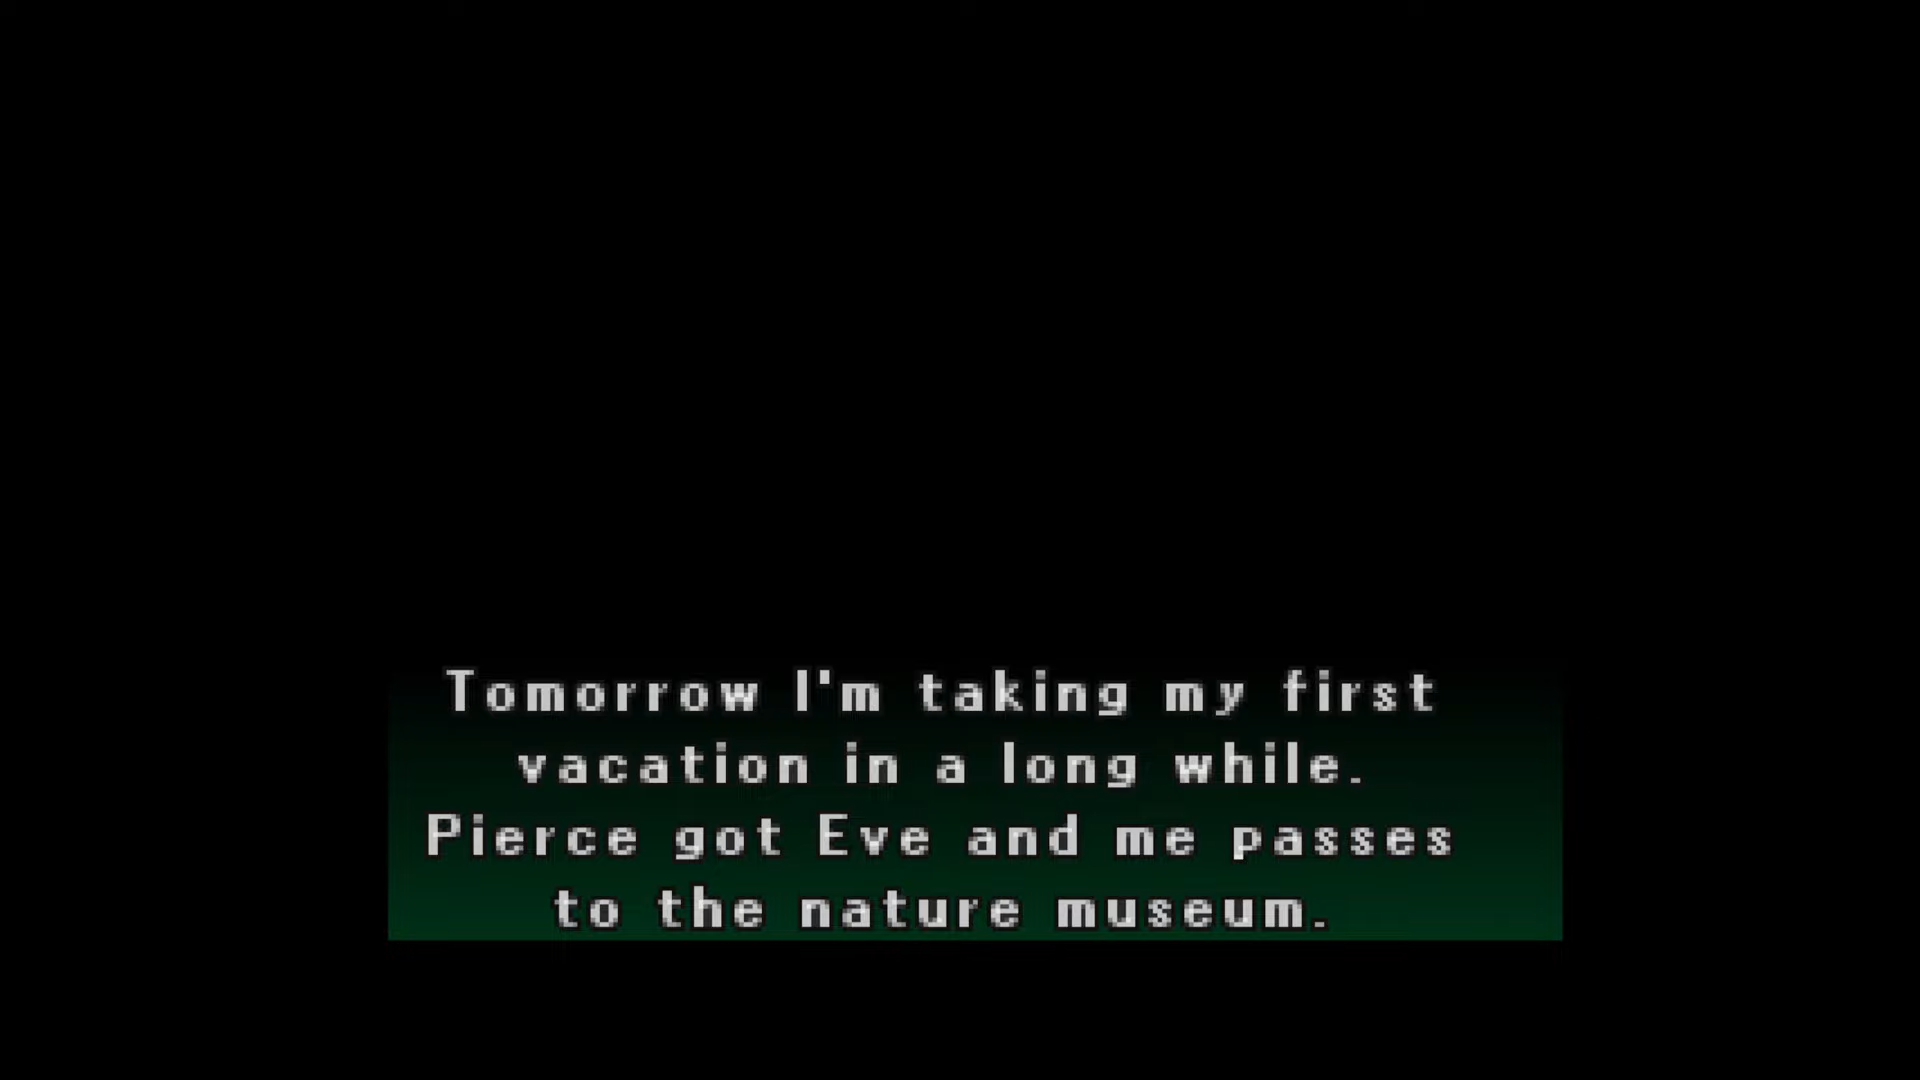 Tomorrow I'm taking my first
vacation in a long while.
Pierce got Eve and me passes
to the nature museum.